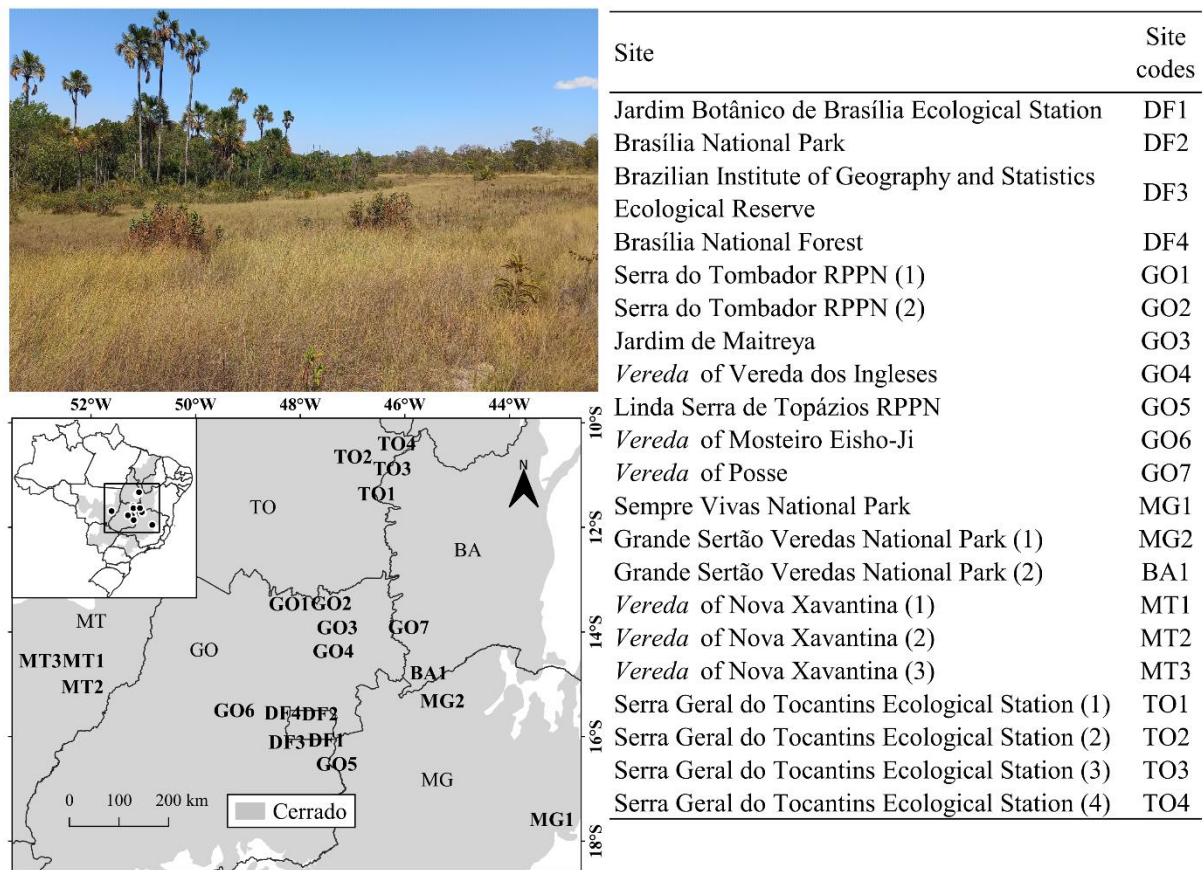 52°W 50°W 48°W 46°W 44°W
10°S
TO4
TO2
TO3
TO1
TO
12°S
BA
N
GO1 GO2
MT
GO3
GO7
14°S
GO
GO4
MT3 MT1
BA1
MT2
MG2
GO6
DF4 DF2
DF3 DF1
16°S
GO5
MG
0 100 200 km
Cerrado
MG1
18°S
Site Site codes
Jardim Botânico de Brasília Ecological Station DF1
Brasília National Park DF2
Brazilian Institute of Geography and Statistics
Ecological Reserve DF3
Brasília National Forest DF4
Serra do Tombador RPPN (1) GO1
Serra do Tombador RPPN (2) GO2
Jardim de Maitreya GO3
Vereda of Vereda dos Ingleses GO4
Linda Serra de Topázios RPPN GO5
Vereda of Mosteiro Eisho-Ji GO6
Vereda of Posse GO7
Sempre Vivas National Park MG1
Grande Sertão Veredas National Park (1) MG2
Grande Sertão Veredas National Park (2) BA1
Vereda of Nova Xavantina (1) MT1
Vereda of Nova Xavantina (2) MT2
Vereda of Nova Xavantina (3) MT3
Serra Geral do Tocantins Ecological Station (1) TO1
Serra Geral do Tocantins Ecological Station (2) TO2
Serra Geral do Tocantins Ecological Station (3) TO3
Serra Geral do Tocantins Ecological Station (4) TO4